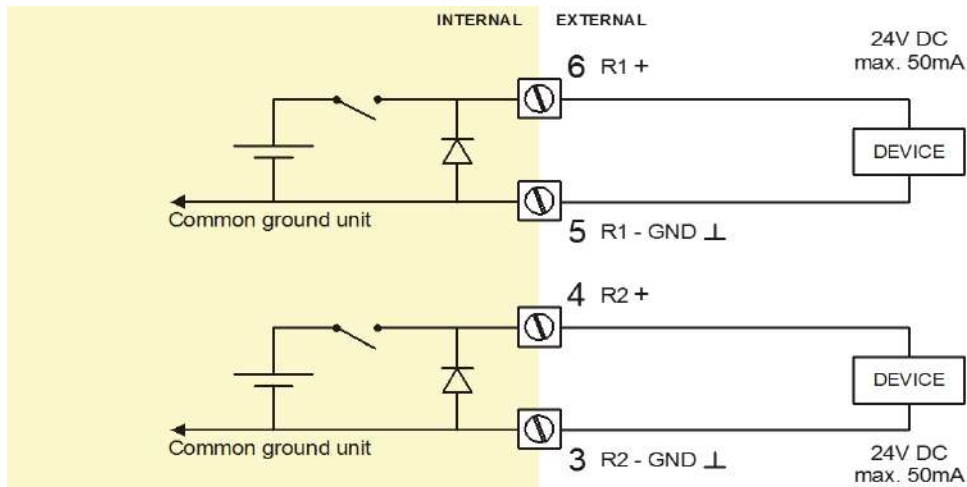 INTERNAL EXTERNAL
6 R1 +
24V DC
max. 50mA
DEVICE
Common ground unit
5 R1 - GND ⊥
4 R2 +
DEVICE
Common ground unit
3 R2 - GND ⊥
24V DC
max. 50mA